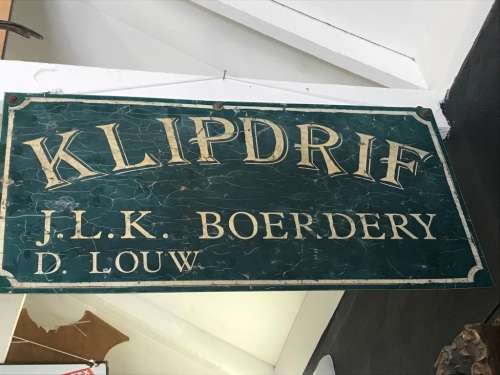 KLIPDRIF
J.L.K. BOERDERY
D. LOUW